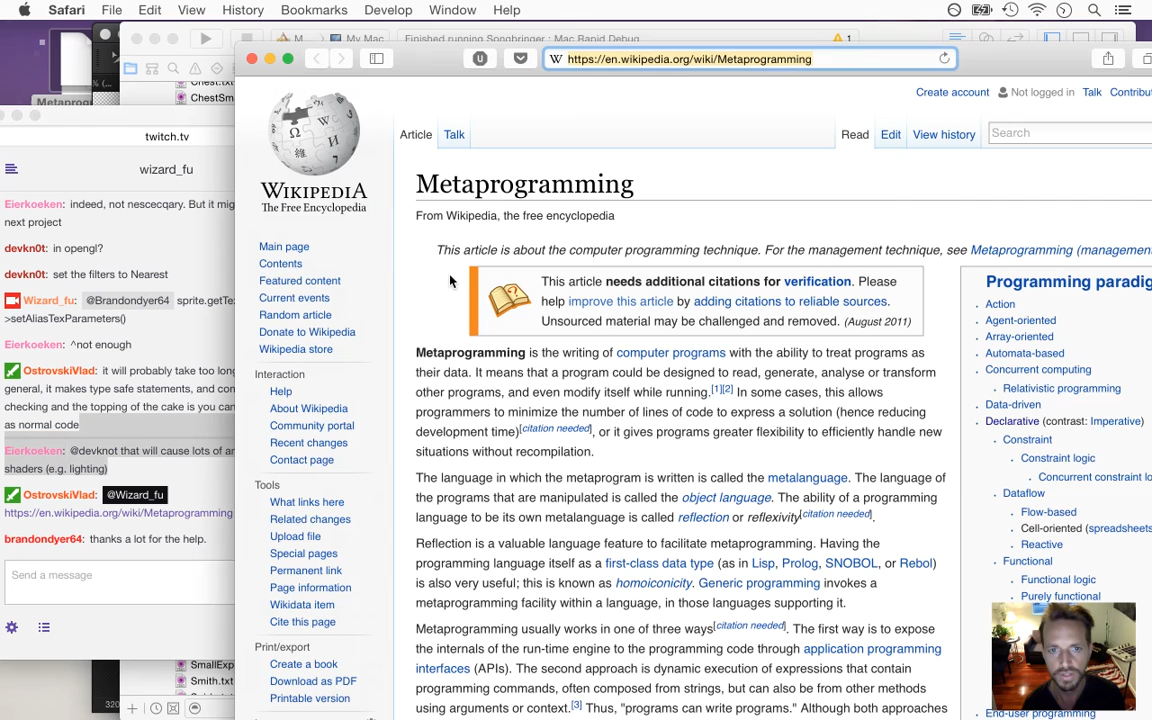 Safari File Edit View History Bookmarks Develop Window Help
My Mac Finished running Songbringer : Mac Rapid Debug 1
https://en.wikipedia.org/wiki/Metaprogramming
Metaprog
ChestSm
twitch.tv
wizard_fu
Eierkoeken: indeed, not nescecqary. But it mig
next project
devkn0t: in opengl?
devkn0t: set the filters to Nearest
Wizard_fu: @Brandondyer64 sprite.getTe
>setAliasTexParameters()
Eierkoeken: ^not enough
OstrovskiVlad: it will probably take too long
general, it makes type safe statements, and con
checking and the topping of the cake is you can
as normal code
Eierkoeken: @devknot that will cause lots of ar
shaders (e.g. lighting)
OstrovskiVlad: @Wizard_fu
https://en.wikipedia.org/wiki/Metaprogramming
brandondyer64: thanks a lot for the help.
Send a message
SmallExp
Smith.txt
320
WIKIPEDIA
The Free Encyclopedia
Main page
Contents
Featured content
Current events
Random article
Donate to Wikipedia
Wikipedia store
Interaction
Help
About Wikipedia
Community portal
Recent changes
Contact page
Tools
What links here
Related changes
Upload file
Special pages
Permanent link
Page information
Wikidata item
Cite this page
Print/export
Create a book
Download as PDF
Printable version
Create account Not logged in Talk Contribu
Article Talk Read Edit View history Search
Metaprogramming
From Wikipedia, the free encyclopedia
This article is about the computer programming technique. For the management technique, see Metaprogramming (management
This article needs additional citations for verification. Please
help improve this article by adding citations to reliable sources.
Unsourced material may be challenged and removed. (August 2011)
Metaprogramming is the writing of computer programs with the ability to treat programs as
their data. It means that a program could be designed to read, generate, analyse or transform
other programs, and even modify itself while running.[1][2] In some cases, this allows
programmers to minimize the number of lines of code to express a solution (hence reducing
development time)[citation needed], or it gives programs greater flexibility to efficiently handle new
situations without recompilation.
The language in which the metaprogram is written is called the metalanguage. The language of
the programs that are manipulated is called the object language. The ability of a programming
language to be its own metalanguage is called reflection or reflexivity[citation needed].
Reflection is a valuable language feature to facilitate metaprogramming. Having the
programming language itself as a first-class data type (as in Lisp, Prolog, SNOBOL, or Rebol)
is also very useful; this is known as homoiconicity. Generic programming invokes a
metaprogramming facility within a language, in those languages supporting it.
Metaprogramming usually works in one of three ways[citation needed]. The first way is to expose
the internals of the run-time engine to the programming code through application programming
interfaces (APIs). The second approach is dynamic execution of expressions that contain
programming commands, often composed from strings, but can also be from other methods
using arguments or context.[3] Thus, "programs can write programs." Although both approaches
Programming paradig
Action
Agent-oriented
Array-oriented
Automata-based
Concurrent computing
Relativistic programming
Data-driven
Declarative (contrast: Imperative)
Constraint
Constraint logic
Concurrent constraint lo
Dataflow
Flow-based
Cell-oriented (spreadsheets
Reactive
Functional
Functional logic
Purely functional
End-user programming